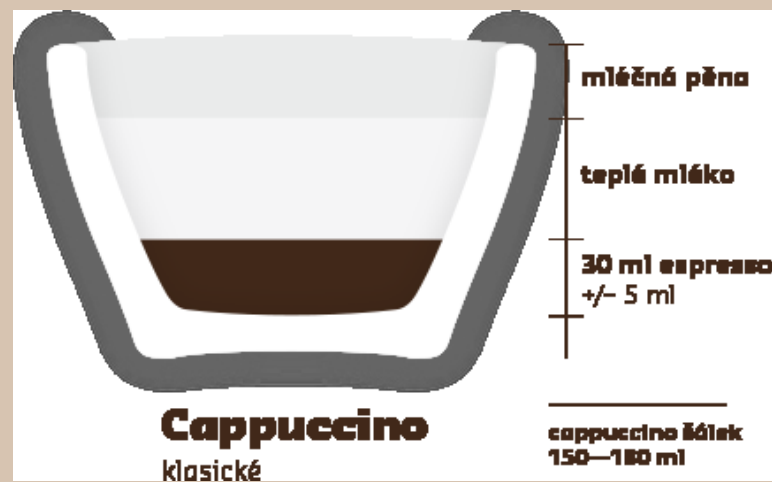 mléčná pěna
teplé mléko
30 ml espresso
+/– 5 ml
Cappuccino
klasické
cappuccino šálek
150—180 ml